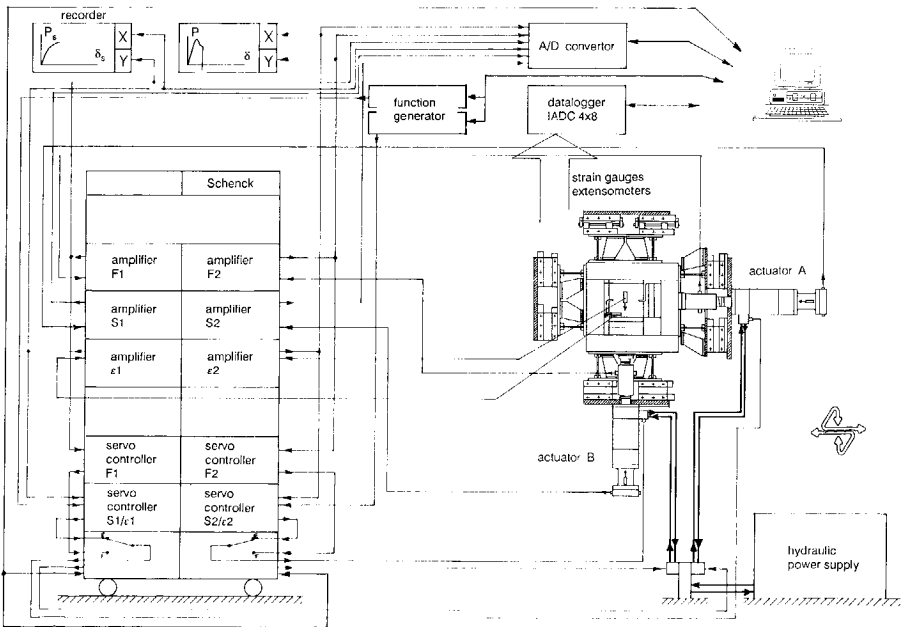 recorder
Ps
δs
X
Y
P
δ
X
Y
A/D convertor
function
generator
datalogger
IADC 4x8
strain gauges
extensometers
Schenck
amplifier
F1
amplifier
F2
amplifier
S1
amplifier
S2
amplifier
ε1
amplifier
ε2
servo
controller
F1
servo
controller
F2
servo
controller
S1/ε1
servo
controller
S2/ε2
actuator A
actuator B
hydraulic
power supply